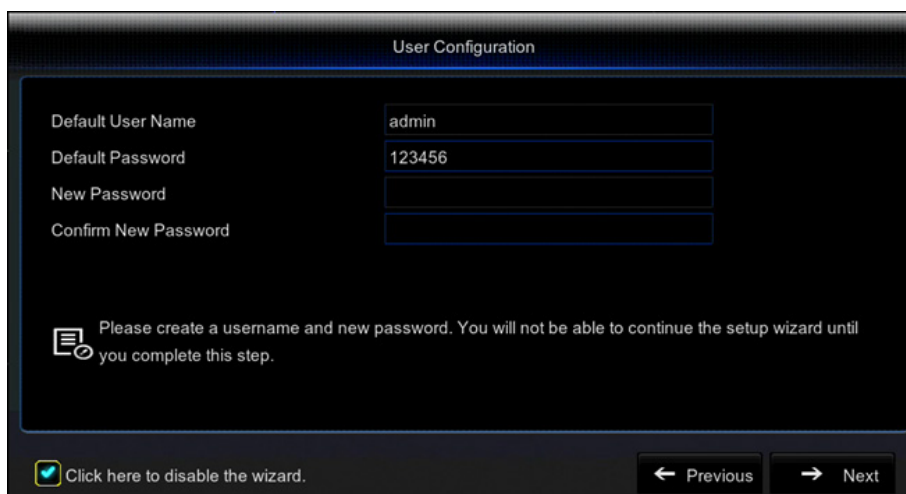 User Configuration
Default User Name admin
Default Password 123456
New Password
Confirm New Password
Please create a username and new password. You will not be able to continue the setup wizard until
you complete this step.
Click here to disable the wizard. Previous Next